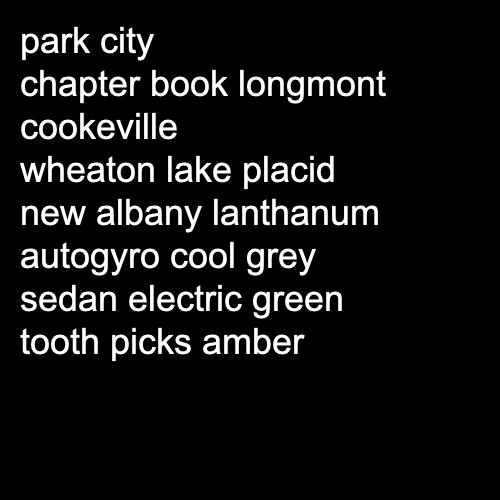 park city
chapter book longmont
cookeville
wheaton lake placid
new albany lanthanum
autogyro cool grey
sedan electric green
tooth picks amber